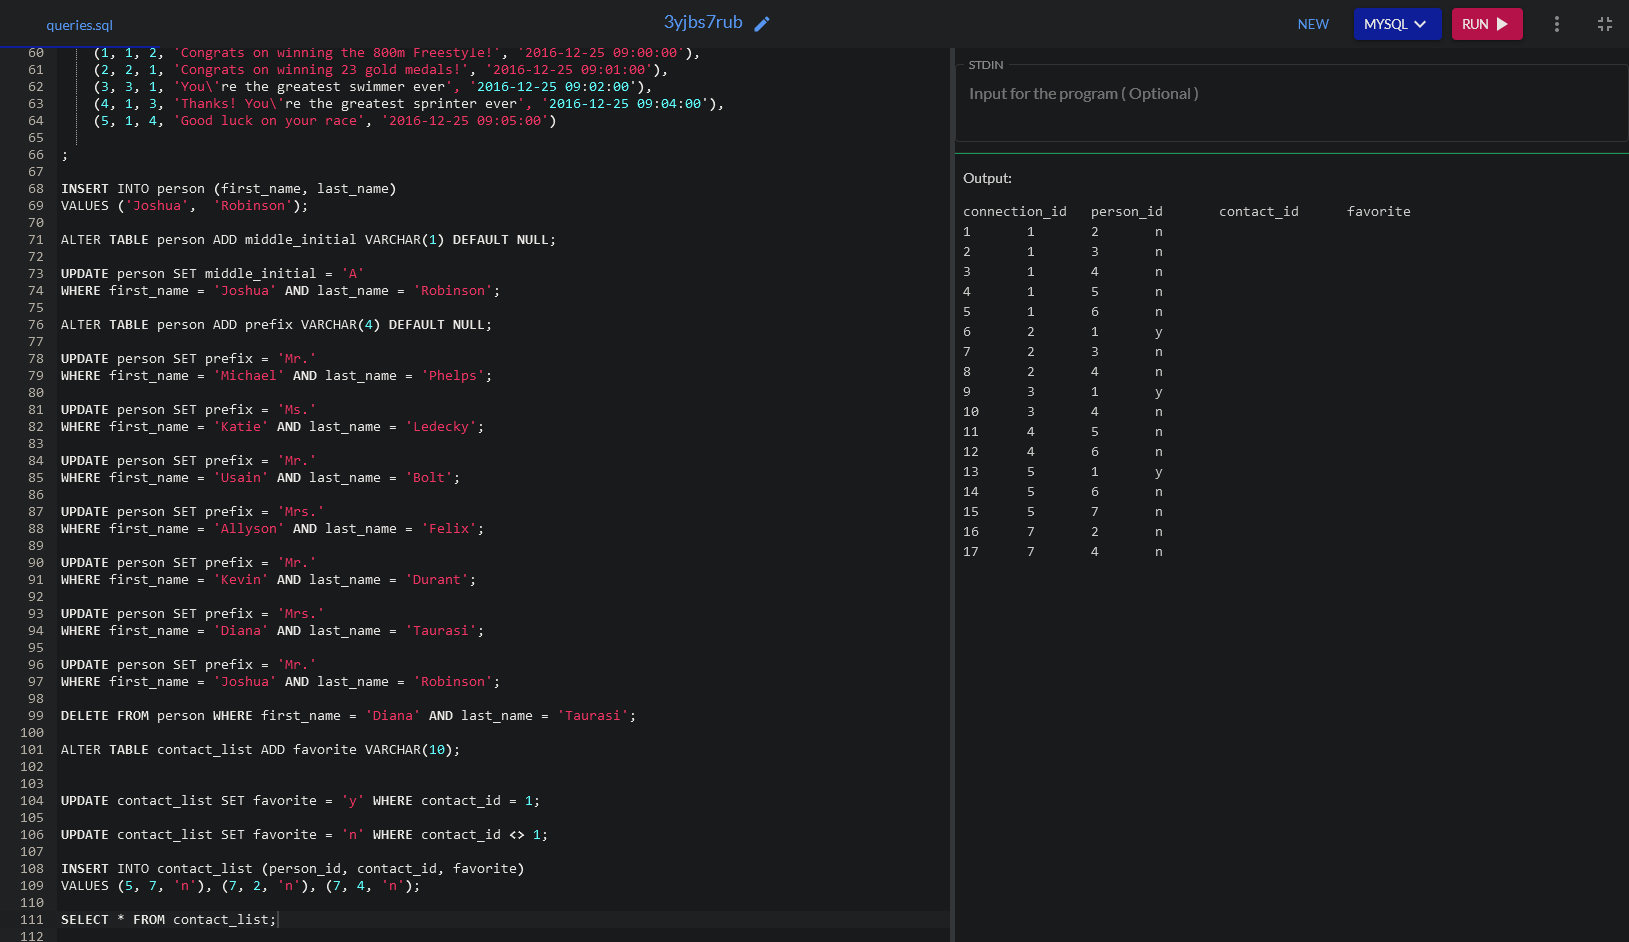 queries.sql
3yjbs7rub
NEW
MYSQL
RUN
60 (1, 1, 2, 'Congrats on winning the 800m Freestyle!', '2016-12-25 09:00:00'),
61 (2, 2, 1, 'Congrats on winning 23 gold medals!', '2016-12-25 09:01:00'),
62 (3, 3, 1, 'You\'re the greatest swimmer ever', '2016-12-25 09:02:00'),
63 (4, 1, 3, 'Thanks! You\'re the greatest sprinter ever', '2016-12-25 09:04:00'),
64 (5, 1, 4, 'Good luck on your race', '2016-12-25 09:05:00')
65
66 ;
67
68 INSERT INTO person (first_name, last_name)
69 VALUES ('Joshua',  'Robinson');
70
71 ALTER TABLE person ADD middle_initial VARCHAR(1) DEFAULT NULL;
72
73 UPDATE person SET middle_initial = 'A'
74 WHERE first_name = 'Joshua' AND last_name = 'Robinson';
75
76 ALTER TABLE person ADD prefix VARCHAR(4) DEFAULT NULL;
77
78 UPDATE person SET prefix = 'Mr.'
79 WHERE first_name = 'Michael' AND last_name = 'Phelps';
80
81 UPDATE person SET prefix = 'Ms.'
82 WHERE first_name = 'Katie' AND last_name = 'Ledecky';
83
84 UPDATE person SET prefix = 'Mr.'
85 WHERE first_name = 'Usain' AND last_name = 'Bolt';
86
87 UPDATE person SET prefix = 'Mrs.'
88 WHERE first_name = 'Allyson' AND last_name = 'Felix';
89
90 UPDATE person SET prefix = 'Mr.'
91 WHERE first_name = 'Kevin' AND last_name = 'Durant';
92
93 UPDATE person SET prefix = 'Mrs.'
94 WHERE first_name = 'Diana' AND last_name = 'Taurasi';
95
96 UPDATE person SET prefix = 'Mr.'
97 WHERE first_name = 'Joshua' AND last_name = 'Robinson';
98
99 DELETE FROM person WHERE first_name = 'Diana' AND last_name = 'Taurasi';
100
101 ALTER TABLE contact_list ADD favorite VARCHAR(10);
102
103
104 UPDATE contact_list SET favorite = 'y' WHERE contact_id = 1;
105
106 UPDATE contact_list SET favorite = 'n' WHERE contact_id <> 1;
107
108 INSERT INTO contact_list (person_id, contact_id, favorite)
109 VALUES (5, 7, 'n'), (7, 2, 'n'), (7, 4, 'n');
110
111 SELECT * FROM contact_list;
112
STDIN
Input for the program ( Optional )
Output:
connection_id person_id contact_id favorite
1 1 2 n
2 1 3 n
3 1 4 n
4 1 5 n
5 1 6 n
6 2 1 y
7 2 3 n
8 2 4 n
9 3 1 y
10 3 4 n
11 4 5 n
12 4 6 n
13 5 1 y
14 5 6 n
15 5 7 n
16 7 2 n
17 7 4 n